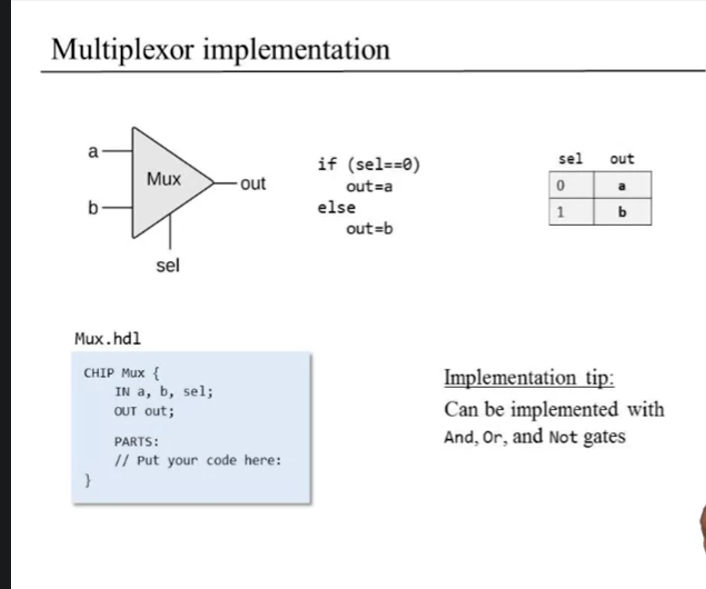 Multiplexor implementation
a
b
Mux
out
sel
if (sel==0)
out=a
else
out=b
sel out
0 a
1 b
Mux.hdl
CHIP Mux {
IN a, b, sel;
OUT out;
PARTS:
// Put your code here:
}
Implementation tip:
Can be implemented with
And, Or, and Not gates